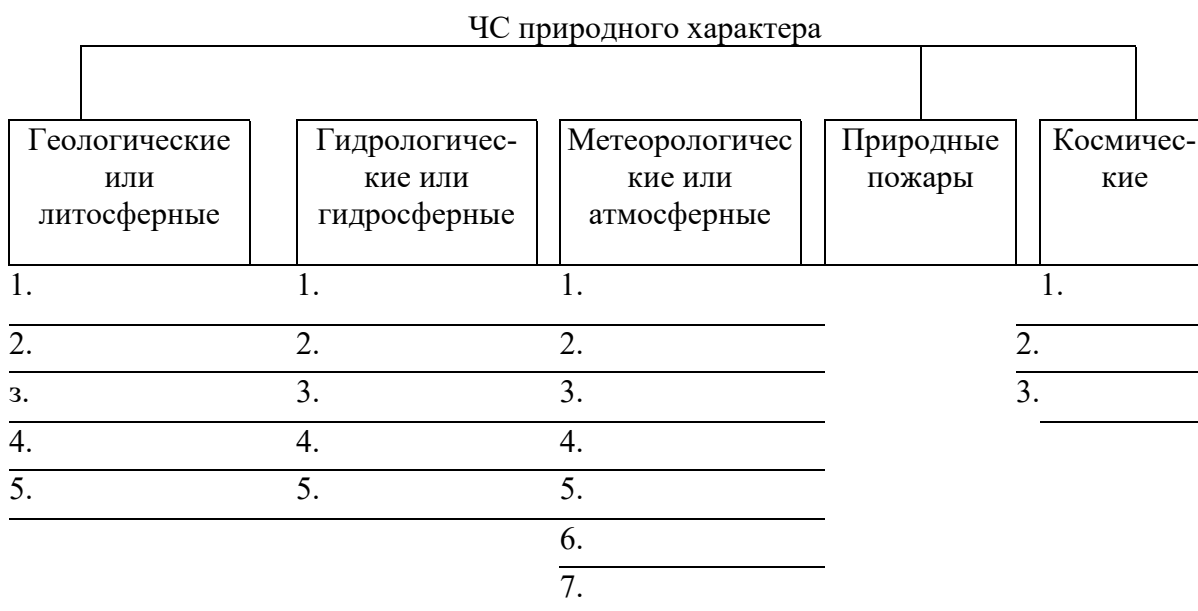 ЧС природного характера
Геологические
или
литосферные
Гидрологичес-
кие или
гидросферные
Метеорологичес
кие или
атмосферные
Природные
пожары
Космичес-
кие
1. 1. 1. 1.
2. 2. 2. 2.
з. 3. 3. 3.
4. 4. 4.
5. 5. 5.
6.
7.